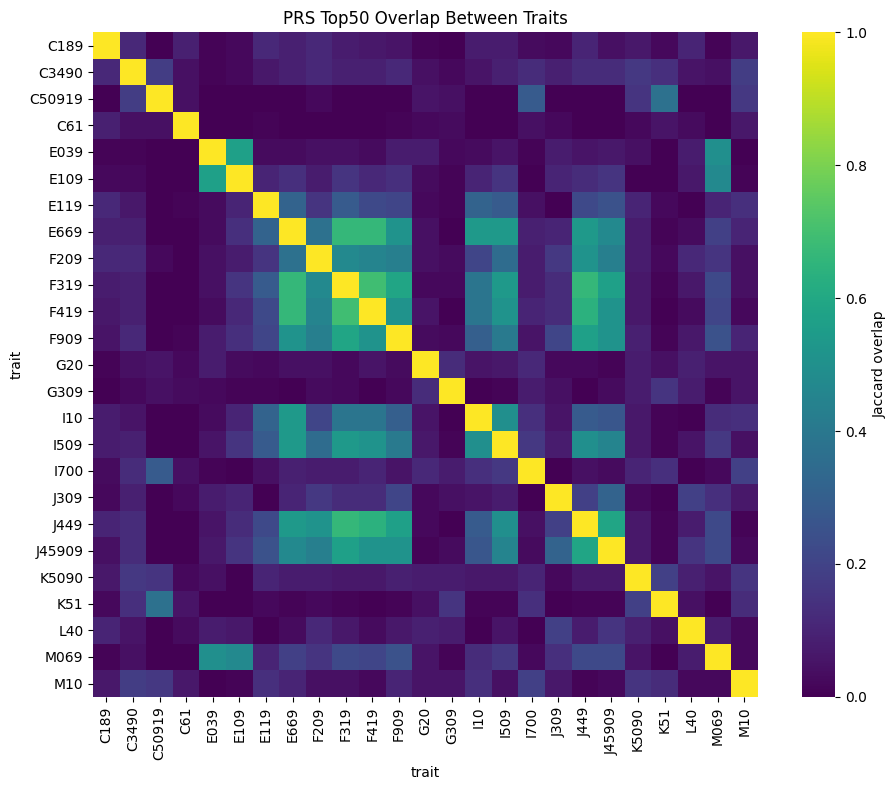 PRS Top50 Overlap Between Traits
C189
C3490
C50919
C61
E039
E109
E119
E669
F209
F319
F419
F909
G20
G309
I10
I509
I700
J309
J449
J45909
K5090
K51
L40
M069
M10
trait
C189 C3490 C50919 C61 E039 E109 E119 E669 F209 F319 F419 F909 G20 G309 I10 I509 I700 J309 J449 J45909 K5090 K51 L40 M069 M10
trait
1.0
0.8
0.6
0.4
0.2
0.0
Jaccard overlap